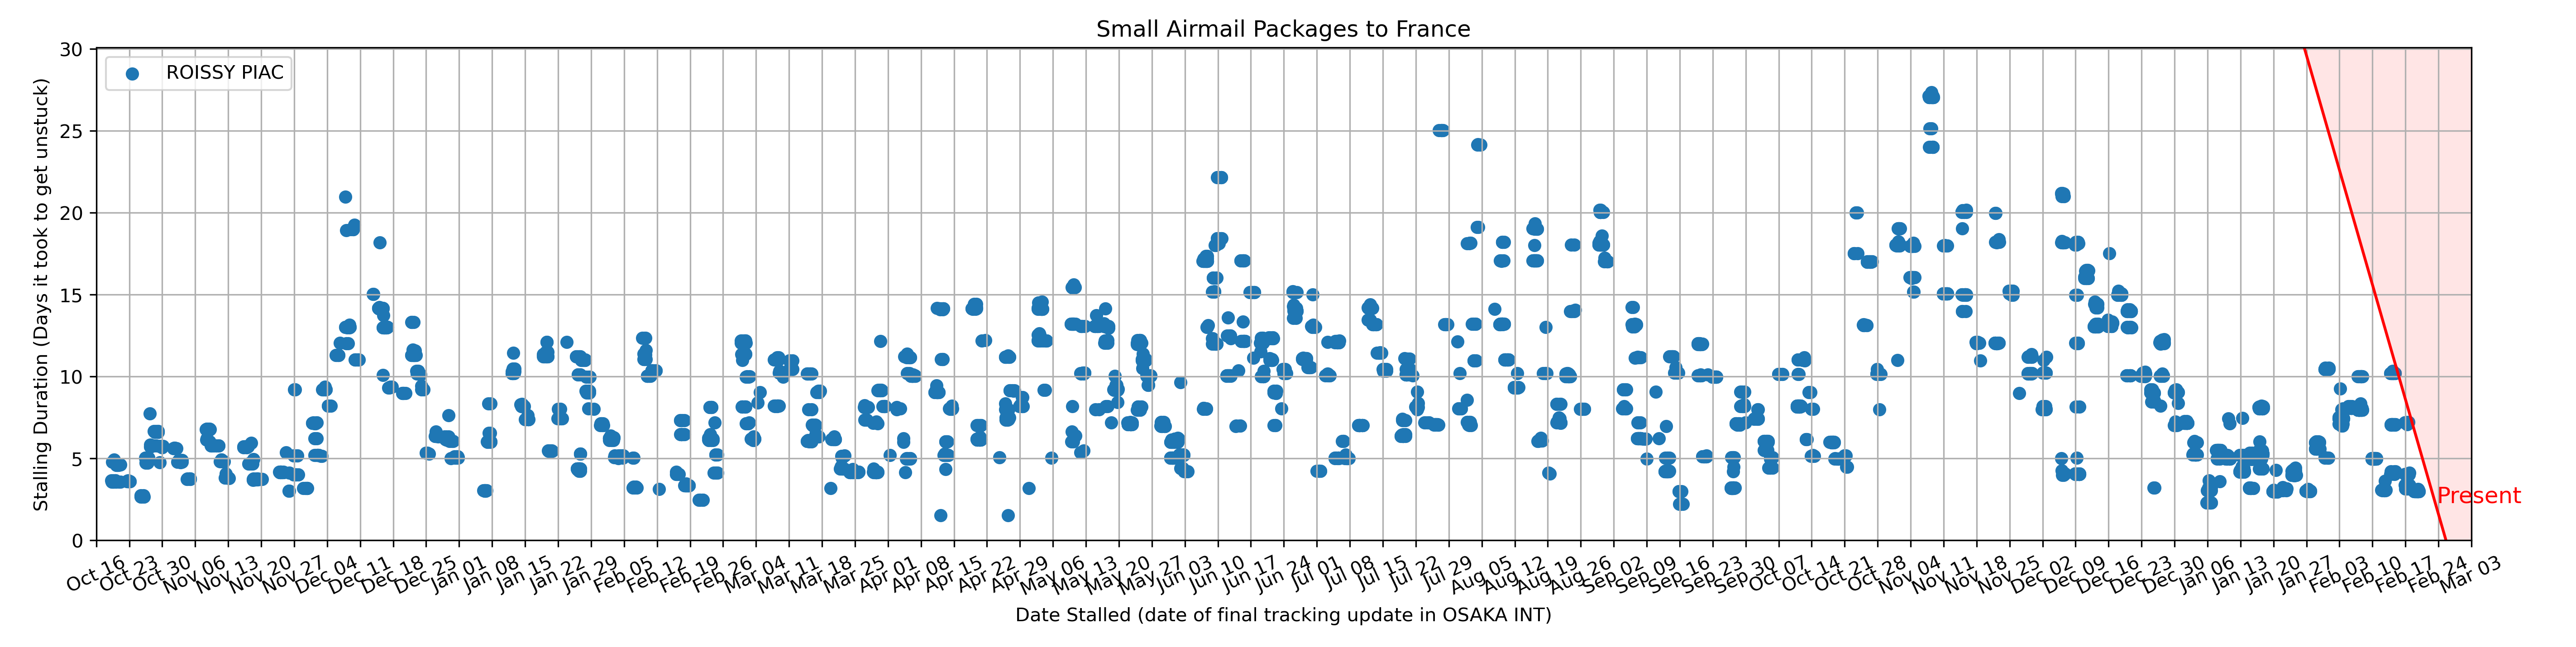 Small Airmail Packages to France
Stalling Duration (Days it took to get unstuck)
30
25
20
15
10
5
0
ROISSY PIAC
Present
Oct 16
Oct 23
Oct 30
Nov 06
Nov 13
Nov 20
Nov 27
Dec 04
Dec 11
Dec 18
Dec 25
Jan 01
Jan 08
Jan 15
Jan 22
Jan 29
Feb 05
Feb 12
Feb 19
Feb 26
Mar 04
Mar 11
Mar 18
Mar 25
Apr 01
Apr 08
Apr 15
Apr 22
Apr 29
May 06
May 13
May 20
May 27
Jun 03
Jun 10
Jun 17
Jun 24
Jul 01
Jul 08
Jul 15
Jul 22
Jul 29
Aug 05
Aug 12
Aug 19
Aug 26
Sep 02
Sep 09
Sep 16
Sep 23
Sep 30
Oct 07
Oct 14
Oct 21
Oct 28
Nov 04
Nov 11
Nov 18
Nov 25
Dec 02
Dec 09
Dec 16
Dec 23
Dec 30
Jan 06
Jan 13
Jan 20
Jan 27
Feb 03
Feb 10
Feb 17
Feb 24
Mar 03
Date Stalled (date of final tracking update in OSAKA INT)